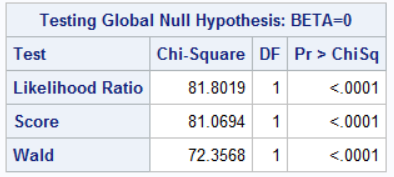 Testing Global Null Hypothesis: BETA=0
Test Chi-Square DF Pr > ChiSq
Likelihood Ratio 81.8019 1 <.0001
Score 81.0694 1 <.0001
Wald 72.3568 1 <.0001